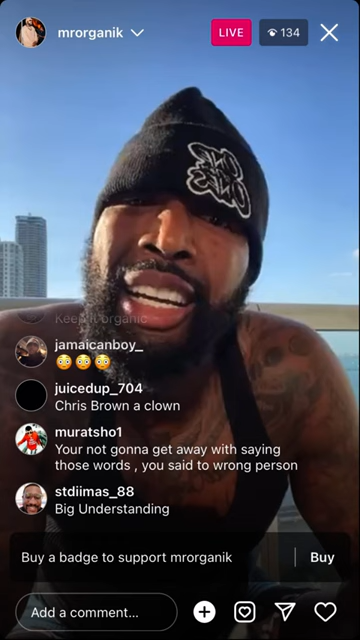 mrorganik
LIVE
134
Keep it organic
jamaicanboy_
😳😳😳
juicedup_704
Chris Brown a clown
muratsho1
Your not gonna get away with saying
those words , you said to wrong person
stdiimas_88
Big Understanding
Buy a badge to support mrorganik
Buy
Add a comment...